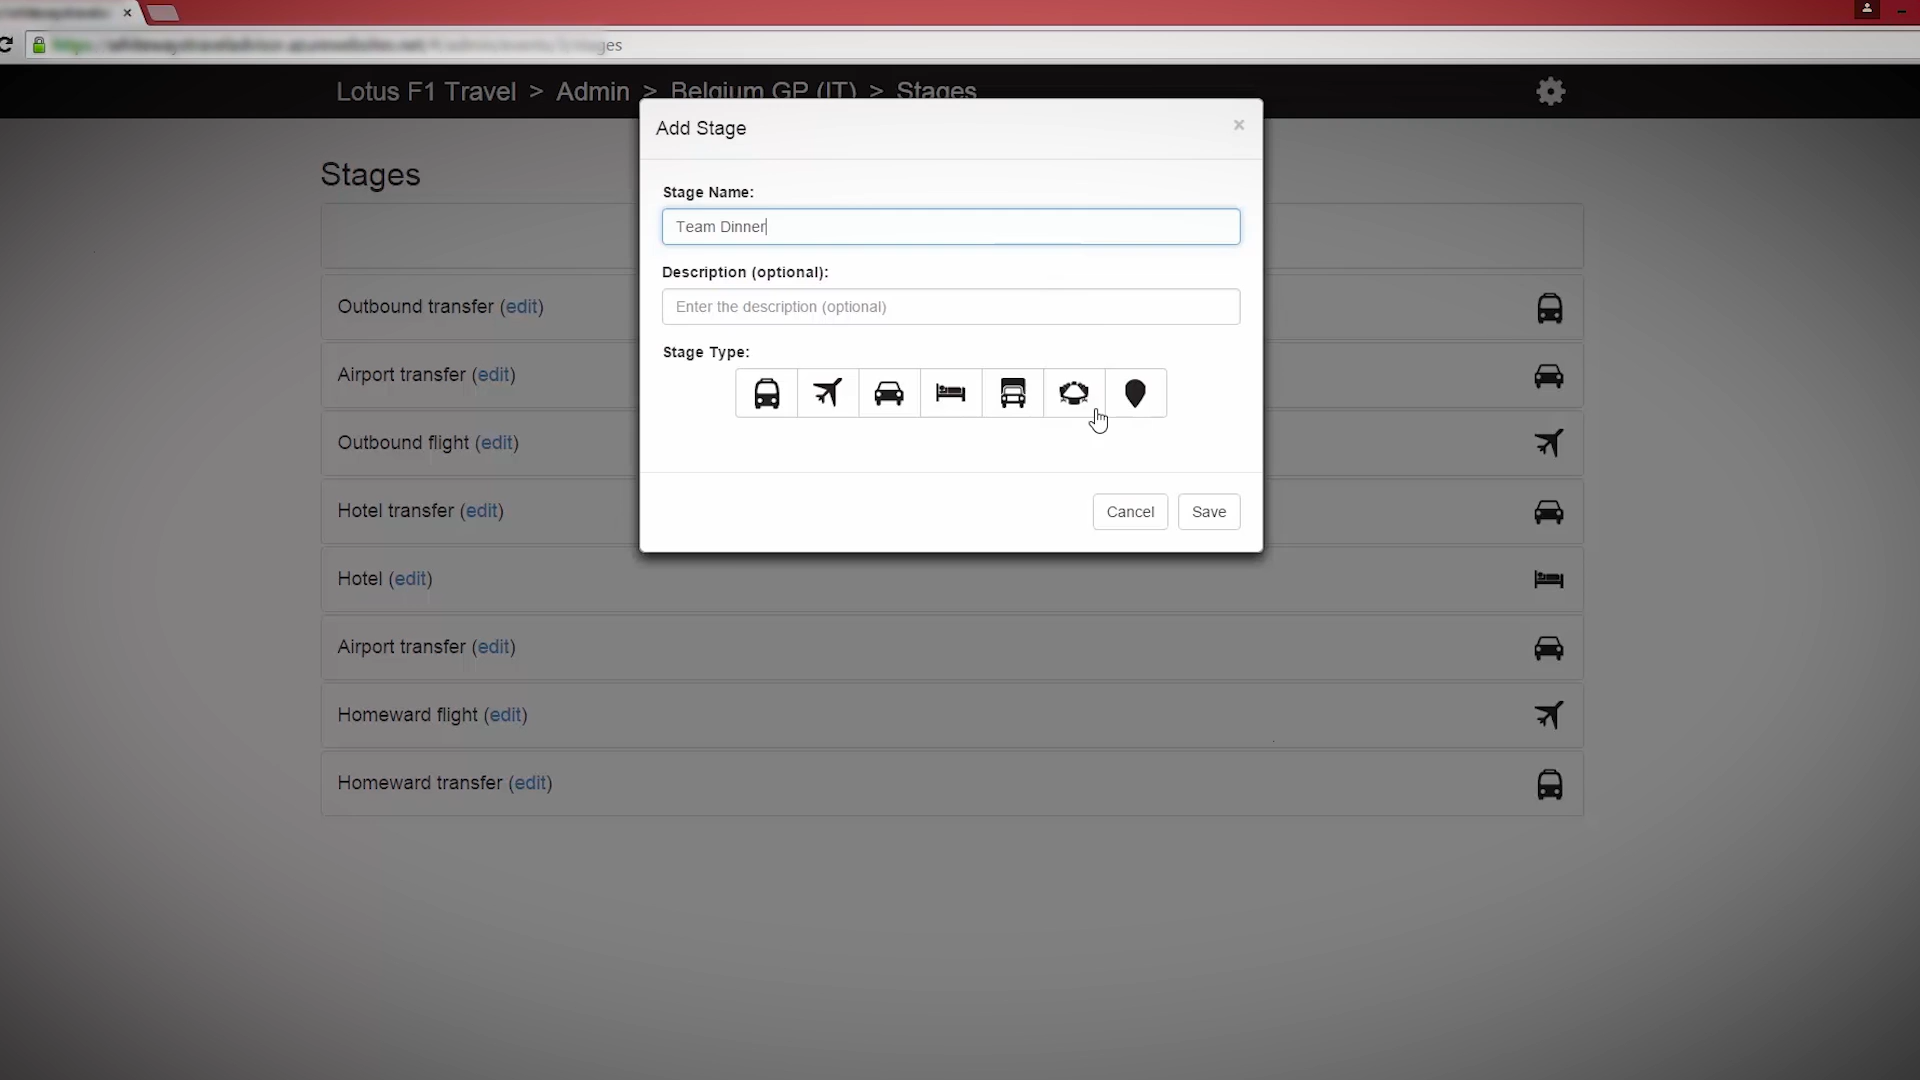 ges
Lotus F1 Travel > Admin > Belgium GP (IT) > Stages
Add Stage
×
Stages
Stage Name:
Team Dinner
Description (optional):
Enter the description (optional)
Stage Type:
Cancel
Save
Outbound transfer (edit)
Airport transfer (edit)
Outbound flight (edit)
Hotel transfer (edit)
Hotel (edit)
Airport transfer (edit)
Homeward flight (edit)
Homeward transfer (edit)